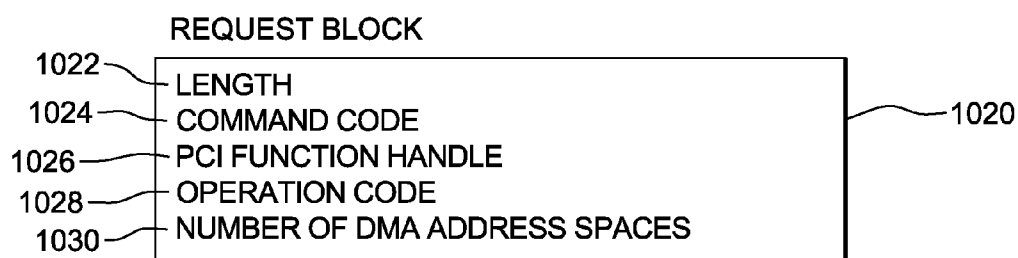 REQUEST BLOCK
1022 LENGTH
1024 COMMAND CODE 1020
1026 PCI FUNCTION HANDLE
1028 OPERATION CODE
1030 NUMBER OF DMA ADDRESS SPACES